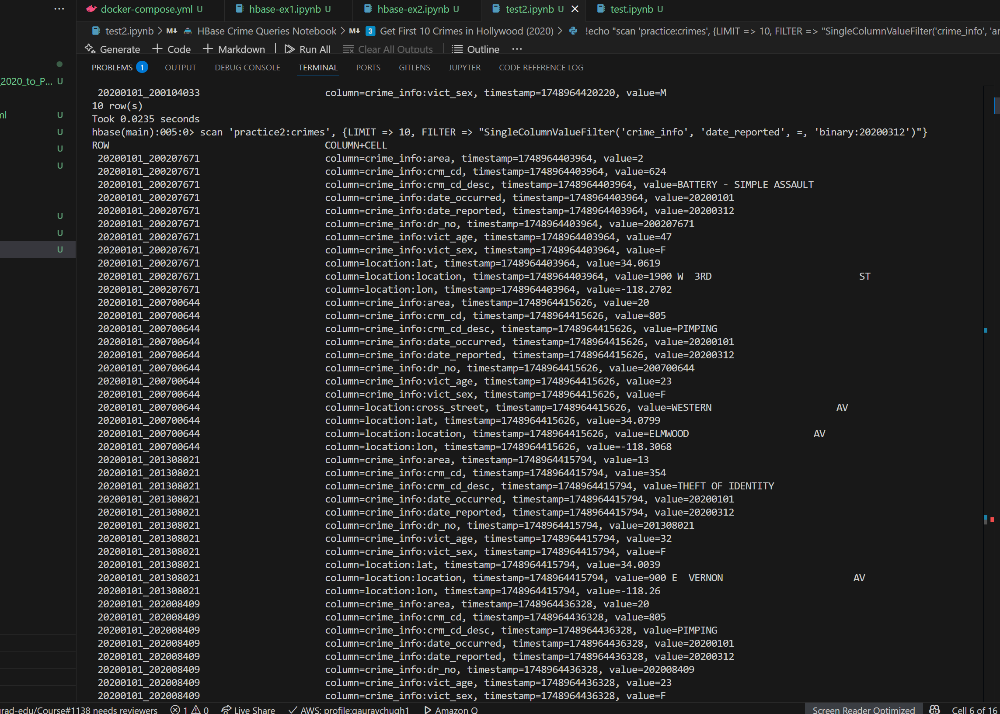 docker-compose.yml U
hbase-ex1.ipynb U
hbase-ex2.ipynb U
test2.ipynb U
test.ipynb U
test2.ipynb > M↓ HBase Crime Queries Notebook > M↓ 3 Get First 10 Crimes in Hollywood (2020) > !echo "scan 'practice:crimes', {LIMIT => 10, FILTER => "SingleColumnValueFilter('crime_info', 'ar
Generate + Code + Markdown | Run All Clear All Outputs | Outline ...
_2020_to_P... U
ml U
U
U
U
U
U
U
PROBLEMS 1 OUTPUT DEBUG CONSOLE TERMINAL PORTS GITLENS JUPYTER CODE REFERENCE LOG
20200101_200104033 column=crime_info:vict_sex, timestamp=1748964420220, value=M
10 row(s)
Took 0.0235 seconds
hbase(main):005:0> scan 'practice2:crimes', {LIMIT => 10, FILTER => "SingleColumnValueFilter('crime_info', 'date_reported', =, 'binary:20200312')"}
ROW COLUMN+CELL
20200101_200207671 column=crime_info:area, timestamp=1748964403964, value=2
20200101_200207671 column=crime_info:crm_cd, timestamp=1748964403964, value=624
20200101_200207671 column=crime_info:crm_cd_desc, timestamp=1748964403964, value=BATTERY - SIMPLE ASSAULT
20200101_200207671 column=crime_info:date_occurred, timestamp=1748964403964, value=20200101
20200101_200207671 column=crime_info:date_reported, timestamp=1748964403964, value=20200312
20200101_200207671 column=crime_info:dr_no, timestamp=1748964403964, value=200207671
20200101_200207671 column=crime_info:vict_age, timestamp=1748964403964, value=47
20200101_200207671 column=crime_info:vict_sex, timestamp=1748964403964, value=F
20200101_200207671 column=location:lat, timestamp=1748964403964, value=34.0619
20200101_200207671 column=location:location, timestamp=1748964403964, value=1900 W  3RD ST
20200101_200207671 column=location:lon, timestamp=1748964403964, value=-118.2702
20200101_200700644 column=crime_info:area, timestamp=1748964415626, value=20
20200101_200700644 column=crime_info:crm_cd, timestamp=1748964415626, value=805
20200101_200700644 column=crime_info:crm_cd_desc, timestamp=1748964415626, value=PIMPING
20200101_200700644 column=crime_info:date_occurred, timestamp=1748964415626, value=20200101
20200101_200700644 column=crime_info:date_reported, timestamp=1748964415626, value=20200312
20200101_200700644 column=crime_info:dr_no, timestamp=1748964415626, value=200700644
20200101_200700644 column=crime_info:vict_age, timestamp=1748964415626, value=23
20200101_200700644 column=crime_info:vict_sex, timestamp=1748964415626, value=F
20200101_200700644 column=location:cross_street, timestamp=1748964415626, value=WESTERN AV
20200101_200700644 column=location:lat, timestamp=1748964415626, value=34.0799
20200101_200700644 column=location:location, timestamp=1748964415626, value=ELMWOOD AV
20200101_200700644 column=location:lon, timestamp=1748964415626, value=-118.3068
20200101_201308021 column=crime_info:area, timestamp=1748964415794, value=13
20200101_201308021 column=crime_info:crm_cd, timestamp=1748964415794, value=354
20200101_201308021 column=crime_info:crm_cd_desc, timestamp=1748964415794, value=THEFT OF IDENTITY
20200101_201308021 column=crime_info:date_occurred, timestamp=1748964415794, value=20200101
20200101_201308021 column=crime_info:date_reported, timestamp=1748964415794, value=20200312
20200101_201308021 column=crime_info:dr_no, timestamp=1748964415794, value=201308021
20200101_201308021 column=crime_info:vict_age, timestamp=1748964415794, value=32
20200101_201308021 column=crime_info:vict_sex, timestamp=1748964415794, value=F
20200101_201308021 column=location:lat, timestamp=1748964415794, value=34.0039
20200101_201308021 column=location:location, timestamp=1748964415794, value=900 E  VERNON AV
20200101_201308021 column=location:lon, timestamp=1748964415794, value=-118.26
20200101_202008409 column=crime_info:area, timestamp=1748964436328, value=20
20200101_202008409 column=crime_info:crm_cd, timestamp=1748964436328, value=805
20200101_202008409 column=crime_info:crm_cd_desc, timestamp=1748964436328, value=PIMPING
20200101_202008409 column=crime_info:date_occurred, timestamp=1748964436328, value=20200101
20200101_202008409 column=crime_info:date_reported, timestamp=1748964436328, value=20200312
20200101_202008409 column=crime_info:dr_no, timestamp=1748964436328, value=202008409
20200101_202008409 column=crime_info:vict_age, timestamp=1748964436328, value=23
20200101_202008409 column=crime_info:vict_sex, timestamp=1748964436328, value=F
grad-edu/Course#1138 needs reviewers 1 0 Live Share AWS: profile:gauravchugh1 Amazon Q Screen Reader Optimized Cell 6 of 16